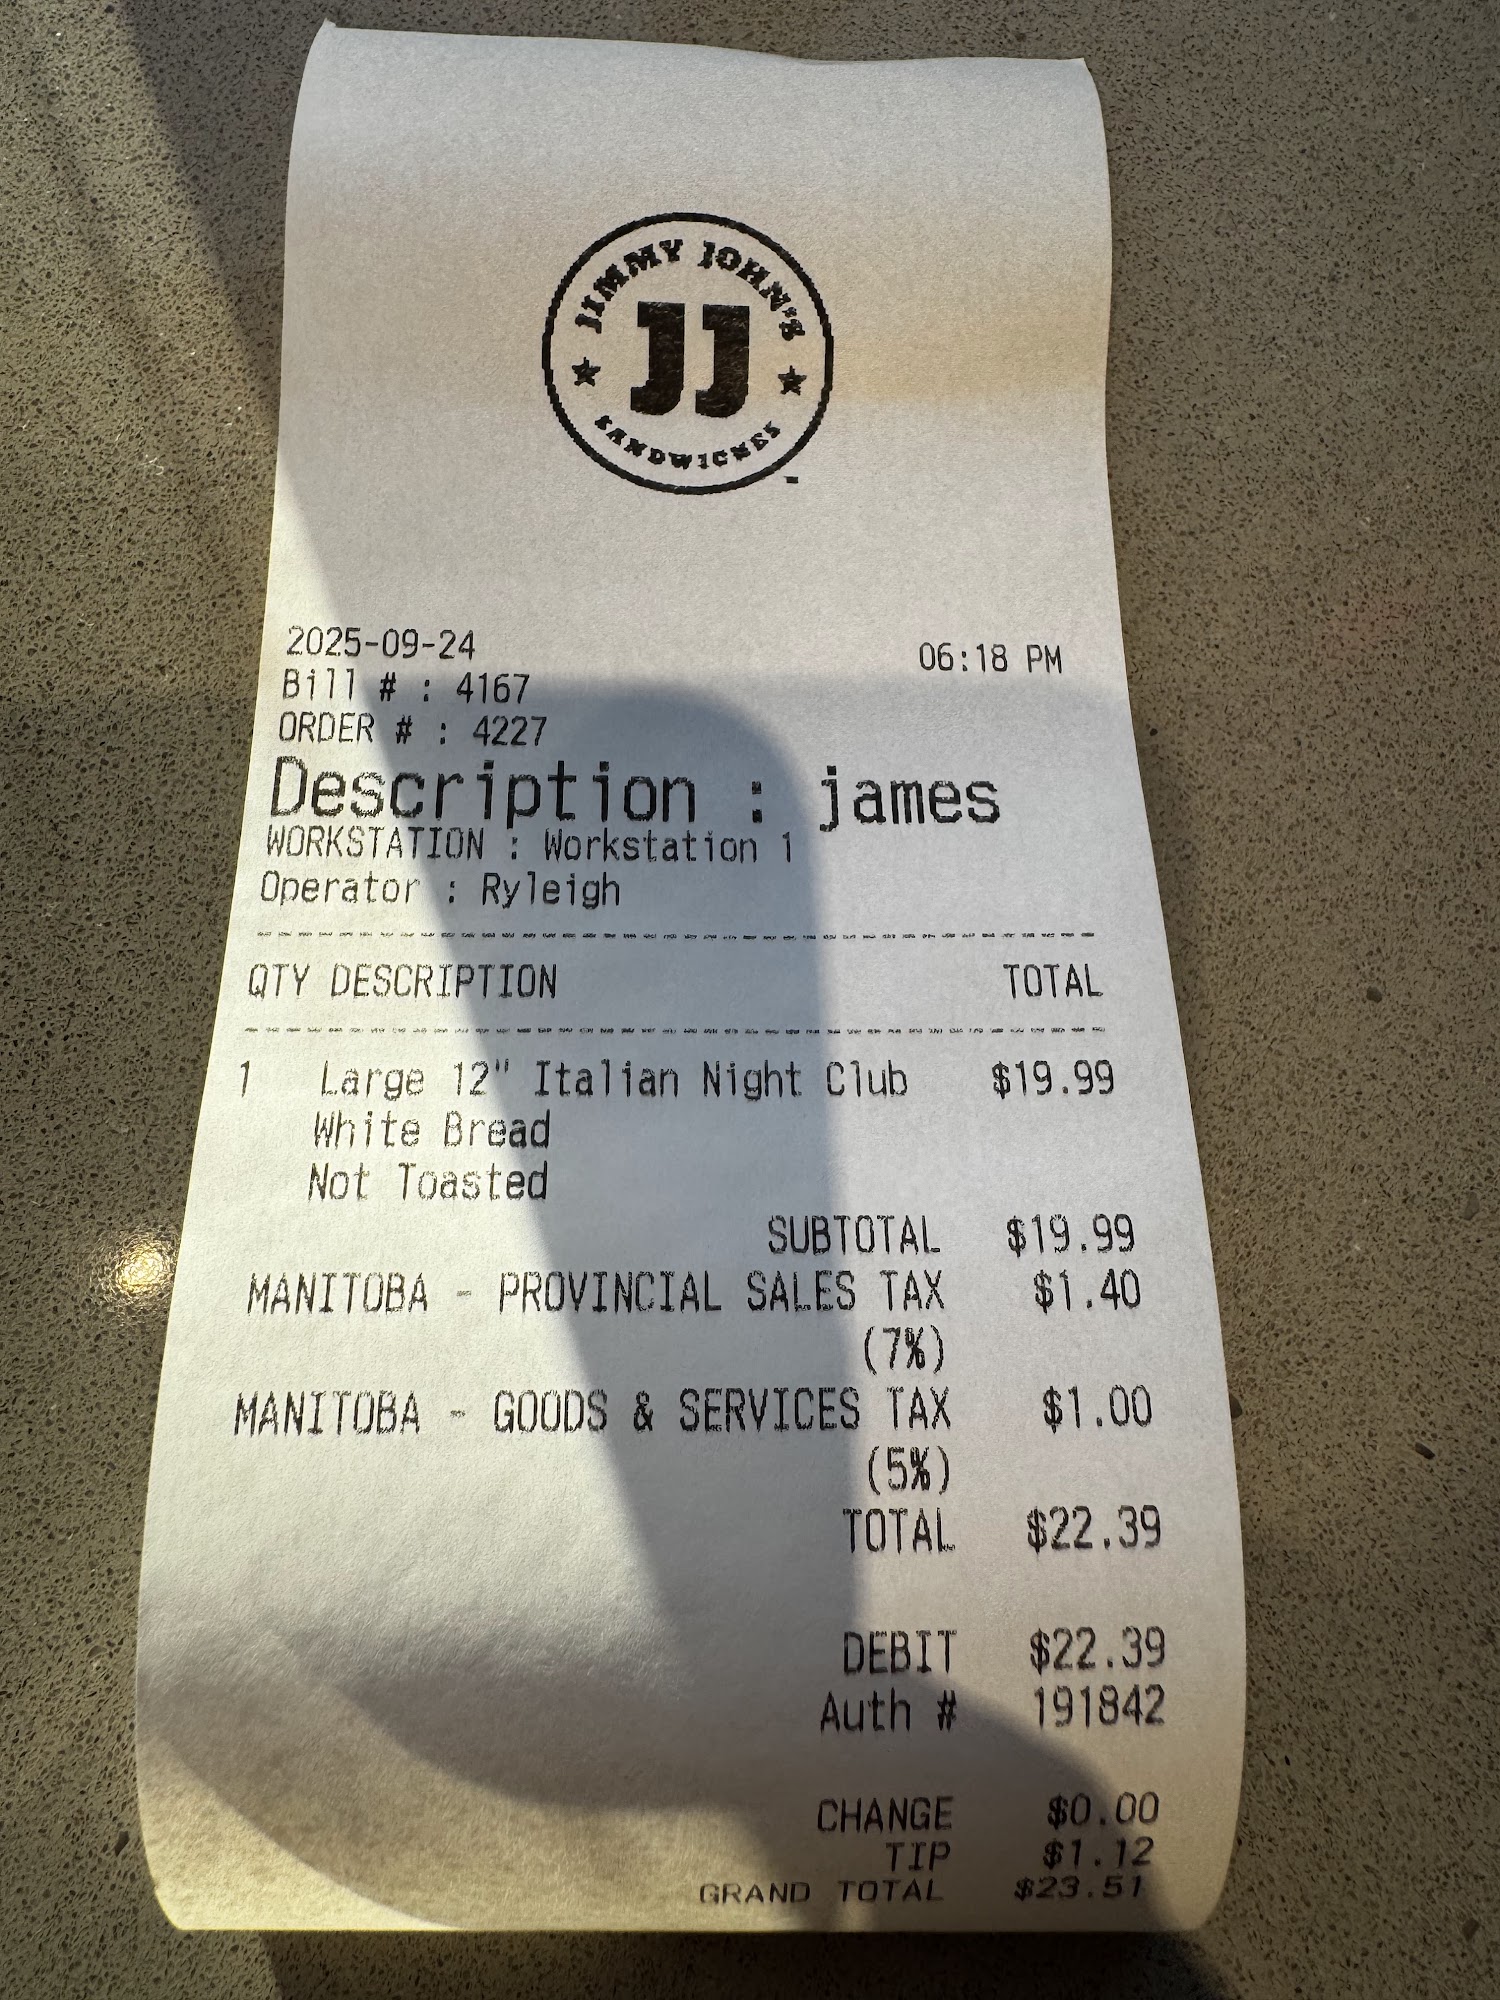 JIMMY JOHN'S
JJ
SANDWICHES
2025-09-24 06:18 PM
Bill # : 4167
ORDER # : 4227
Description : james
WORKSTATION : Workstation 1
Operator : Ryleigh
QTY DESCRIPTION TOTAL
1 Large 12" Italian Night Club $19.99
White Bread
Not Toasted
SUBTOTAL $19.99
MANITOBA - PROVINCIAL SALES TAX $1.40
(7%)
MANITOBA - GOODS & SERVICES TAX $1.00
(5%)
TOTAL $22.39
DEBIT $22.39
Auth # 191842
CHANGE $0.00
TIP $1.12
GRAND TOTAL $23.51